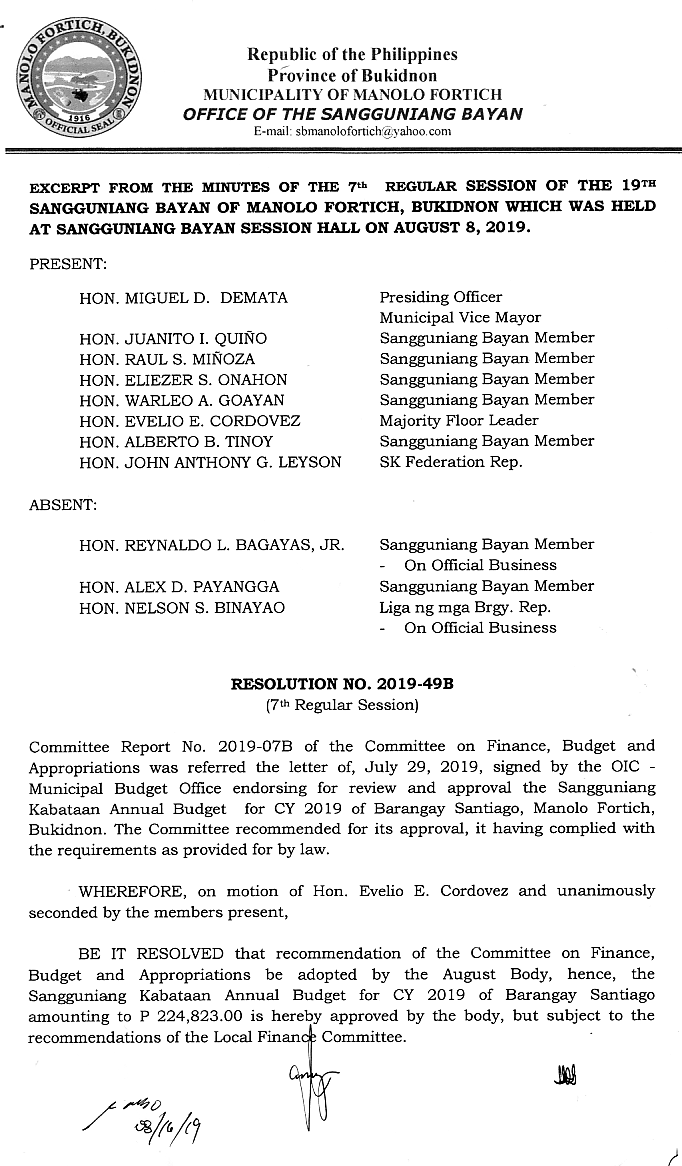 MANOLO FORTICH, BUKIDNON
1916
OFFICIAL SEAL
Republic of the Philippines
Province of Bukidnon
MUNICIPALITY OF MANOLO FORTICH
OFFICE OF THE SANGGUNIANG BAYAN
E-mail: sbmanolofortich@yahoo.com
EXCERPT FROM THE MINUTES OF THE 7th REGULAR SESSION OF THE 19TH
SANGGUNIANG BAYAN OF MANOLO FORTICH, BUKIDNON WHICH WAS HELD
AT SANGGUNIANG BAYAN SESSION HALL ON AUGUST 8, 2019.
PRESENT:
HON. MIGUEL D. DEMATA Presiding Officer
Municipal Vice Mayor
HON. JUANITO I. QUIÑO Sangguniang Bayan Member
HON. RAUL S. MIÑOZA Sangguniang Bayan Member
HON. ELIEZER S. ONAHON Sangguniang Bayan Member
HON. WARLEO A. GOAYAN Sangguniang Bayan Member
HON. EVELIO E. CORDOVEZ Majority Floor Leader
HON. ALBERTO B. TINOY Sangguniang Bayan Member
HON. JOHN ANTHONY G. LEYSON SK Federation Rep.
ABSENT:
HON. REYNALDO L. BAGAYAS, JR. Sangguniang Bayan Member
- On Official Business
HON. ALEX D. PAYANGGA Sangguniang Bayan Member
HON. NELSON S. BINAYAO Liga ng mga Brgy. Rep.
- On Official Business
RESOLUTION NO. 2019-49B
(7th Regular Session)
Committee Report No. 2019-07B of the Committee on Finance, Budget and
Appropriations was referred the letter of, July 29, 2019, signed by the OIC -
Municipal Budget Office endorsing for review and approval the Sangguniang
Kabataan Annual Budget for CY 2019 of Barangay Santiago, Manolo Fortich,
Bukidnon. The Committee recommended for its approval, it having complied with
the requirements as provided for by law.
WHEREFORE, on motion of Hon. Evelio E. Cordovez and unanimously
seconded by the members present,
BE IT RESOLVED that recommendation of the Committee on Finance,
Budget and Appropriations be adopted by the August Body, hence, the
Sangguniang Kabataan Annual Budget for CY 2019 of Barangay Santiago
amounting to P 224,823.00 is hereby approved by the body, but subject to the
recommendations of the Local Finance Committee.
08/16/19